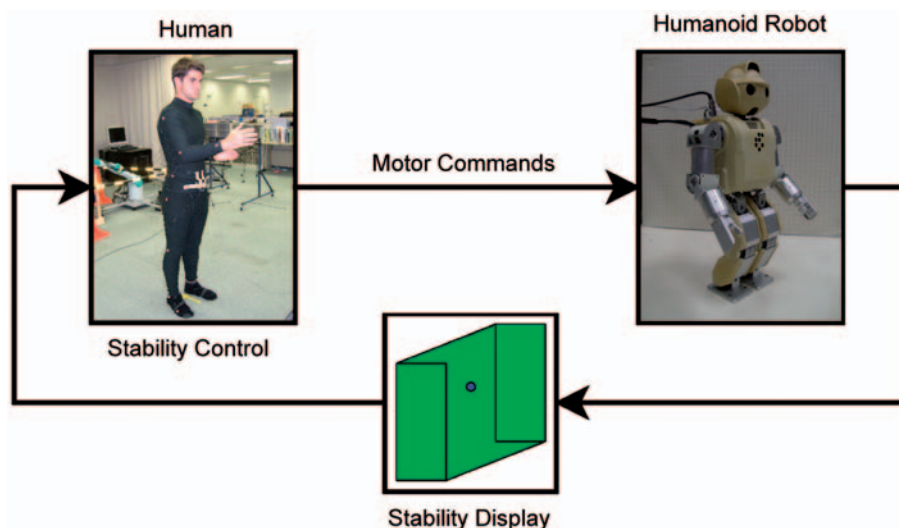 Human
Humanoid Robot
Motor Commands
Stability Control
Stability Display